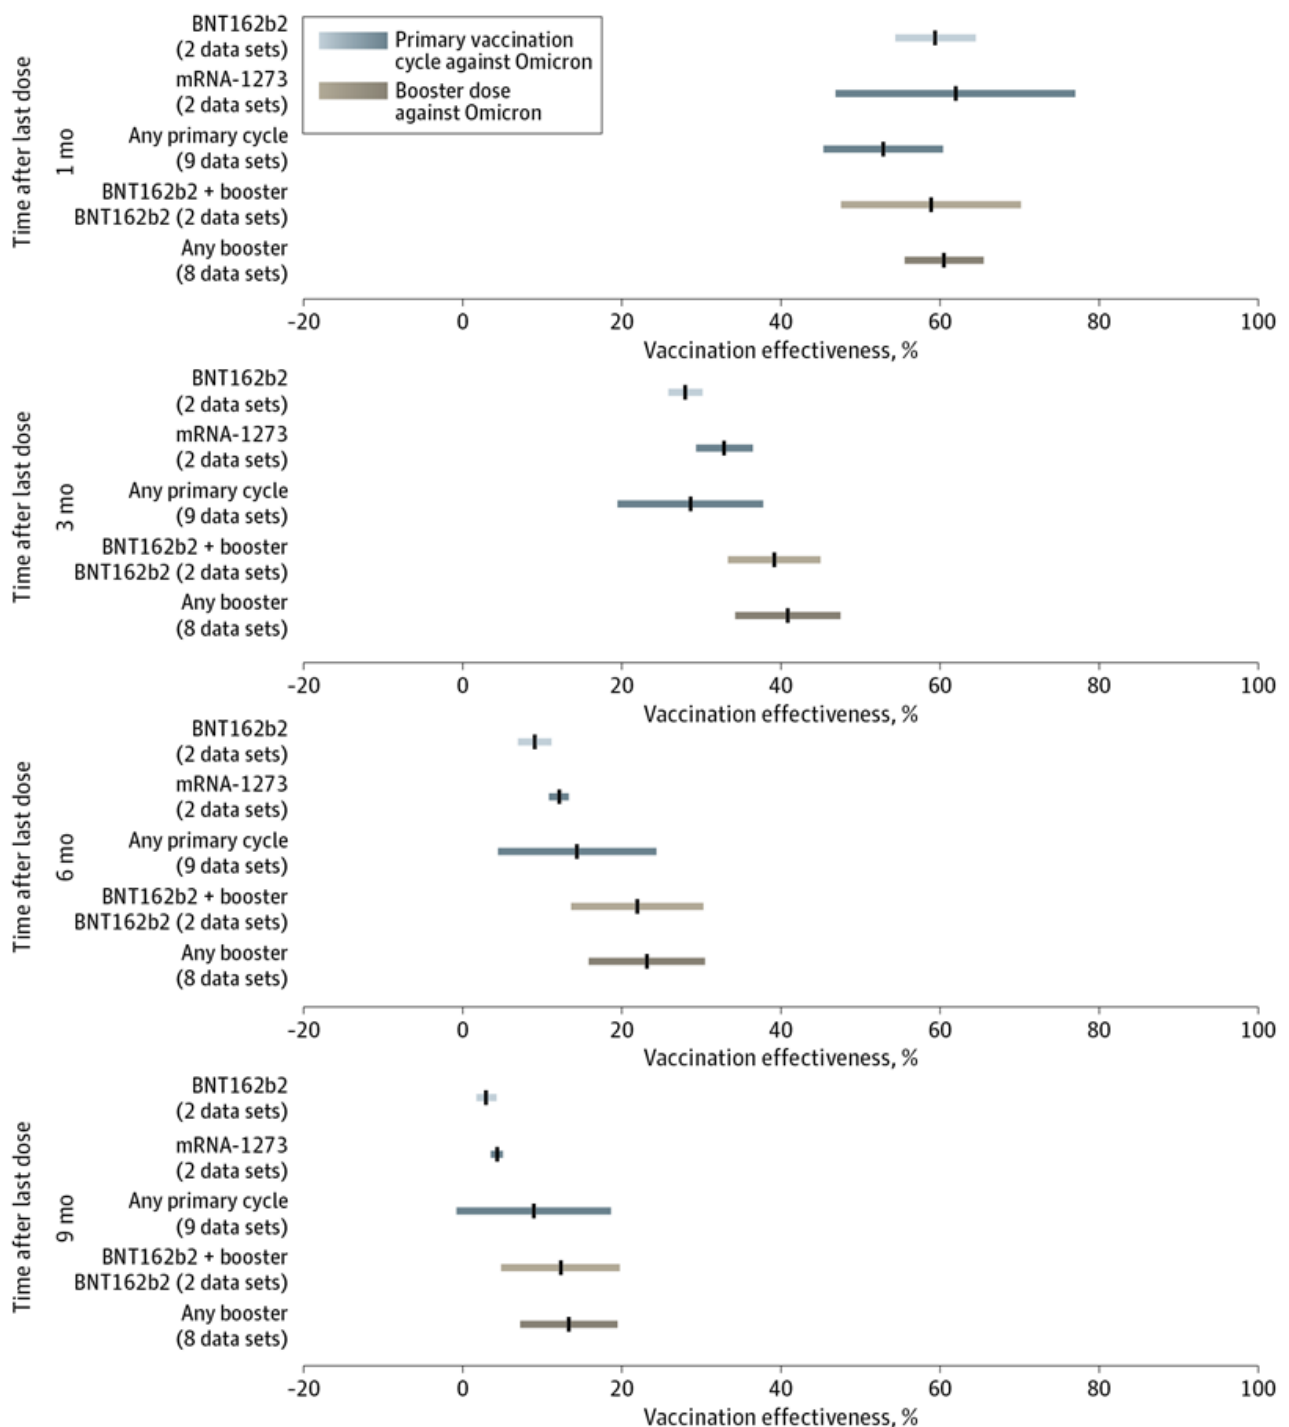 Primary vaccination
cycle against Omicron
Booster dose
against Omicron
Time after last dose
1 mo
BNT162b2
(2 data sets)
mRNA-1273
(2 data sets)
Any primary cycle
(9 data sets)
BNT162b2 + booster
BNT162b2 (2 data sets)
Any booster
(8 data sets)
-20 0 20 40 60 80 100
Vaccination effectiveness, %
Time after last dose
3 mo
BNT162b2
(2 data sets)
mRNA-1273
(2 data sets)
Any primary cycle
(9 data sets)
BNT162b2 + booster
BNT162b2 (2 data sets)
Any booster
(8 data sets)
-20 0 20 40 60 80 100
Vaccination effectiveness, %
Time after last dose
6 mo
BNT162b2
(2 data sets)
mRNA-1273
(2 data sets)
Any primary cycle
(9 data sets)
BNT162b2 + booster
BNT162b2 (2 data sets)
Any booster
(8 data sets)
-20 0 20 40 60 80 100
Vaccination effectiveness, %
Time after last dose
9 mo
BNT162b2
(2 data sets)
mRNA-1273
(2 data sets)
Any primary cycle
(9 data sets)
BNT162b2 + booster
BNT162b2 (2 data sets)
Any booster
(8 data sets)
-20 0 20 40 60 80 100
Vaccination effectiveness, %